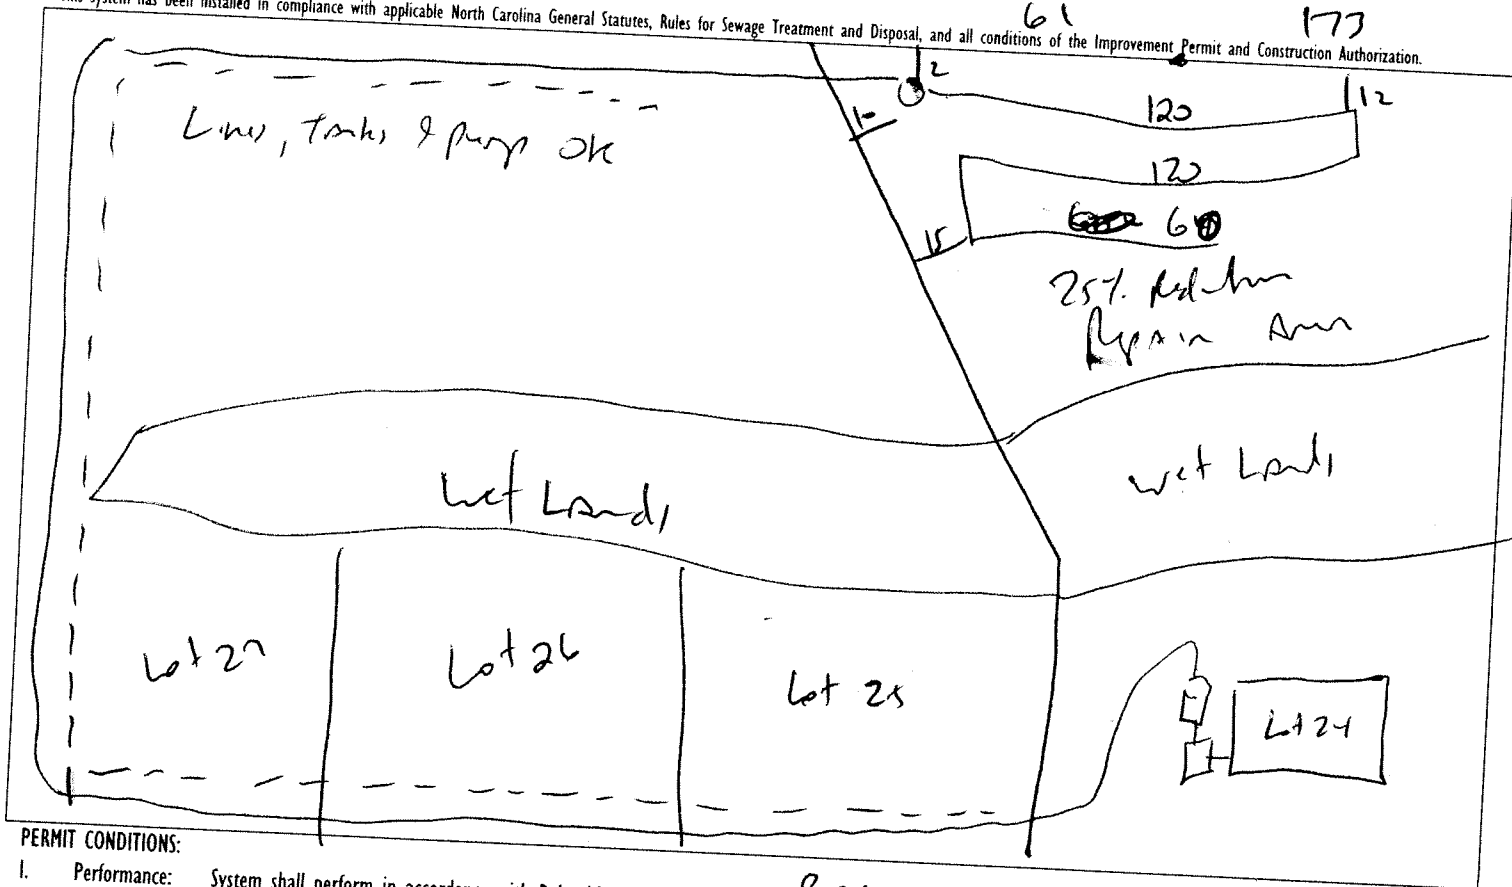 system has been installed in compliance with applicable North Carolina General Statutes, Rules for Sewage Treatment and Disposal, and all conditions of the Improvement Permit and Construction Authorization.
61 173
2
10
120
12
Lines, Tanks & pump OK
120
60
15
25% Reduction
Repair Area
Wet Lands
Wet Lands
Lot 27
Lot 26
Lot 25
Lot 24
PERMIT CONDITIONS:
I. Performance: System shall perform in accordance with